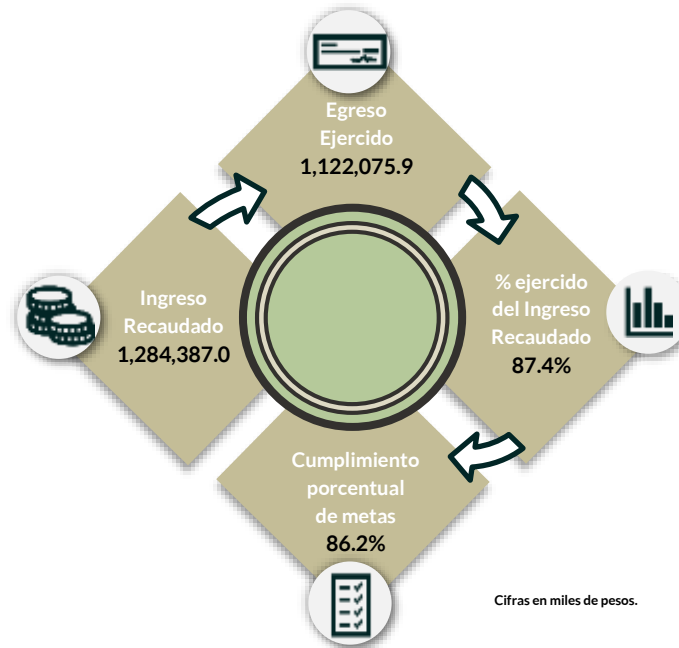 Egreso
Ejercido
1,122,075.9
Ingreso
Recaudado
1,284,387.0
% ejercido
del Ingreso
Recaudado
87.4%
Cumplimiento
porcentual
de metas
86.2%
Cifras en miles de pesos.